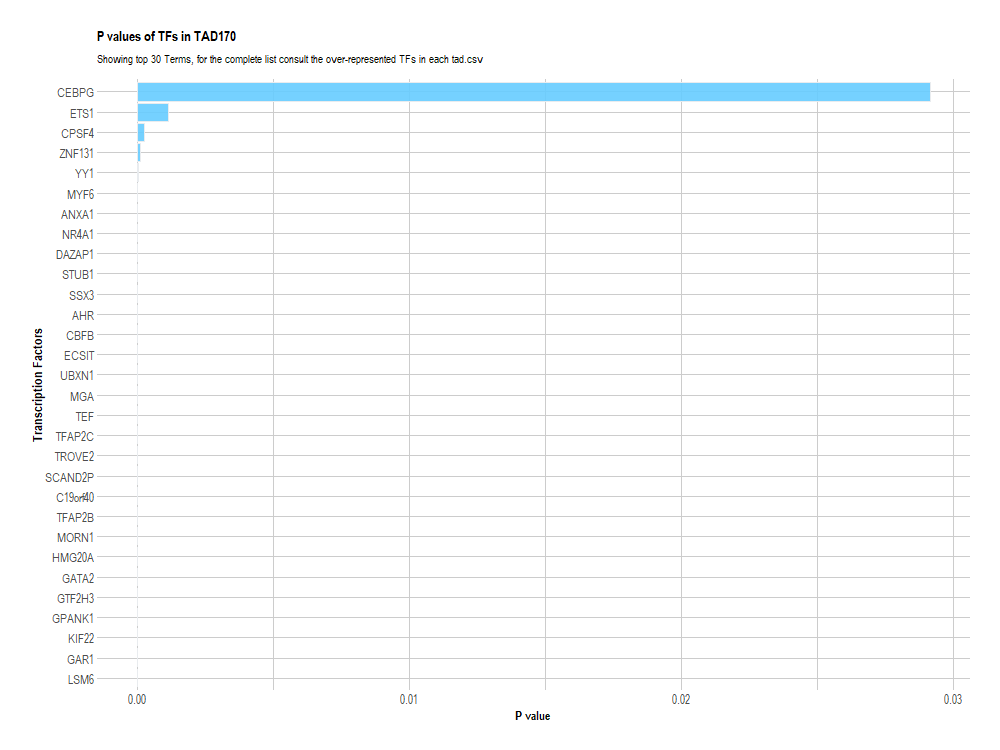 P values of TFs in TAD170
Showing top 30 Terms, for the complete list consult the over-represented TFs in each tad.csv
CEBPG
ETS1
CPSF4
ZNF131
YY1
MYF6
ANXA1
NR4A1
DAZAP1
STUB1
SSX3
AHR
CBFB
ECSIT
UBXN1
MGA
TEF
TFAP2C
TROVE2
SCAND2P
C19orf40
TFAP2B
MORN1
HMG20A
GATA2
GTF2H3
GPANK1
KIF22
GAR1
LSM6
Transcription Factors
0.00 0.01 0.02 0.03
P value